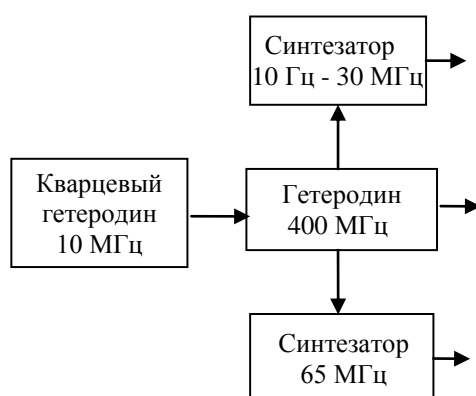 Синтезатор
10 Гц - 30 МГц
Кварцевый
гетеродин
10 МГц
Гетеродин
400 МГц
Синтезатор
65 МГц